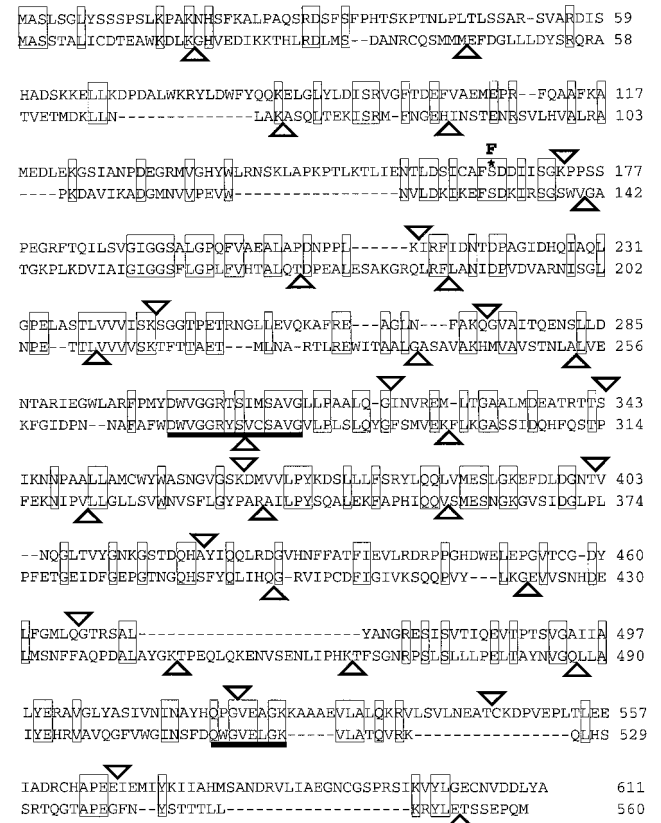 MASLSGLYSSSPSLKPAKNHSFKALPAQSRDSFSFPHTSKPTNLPLTLSSAR-SVARDIS 59
MASSTALICDTEAWKDLKGHVEDIKKTHLRDLMS-DANRCQSMMMEFDGLLLDYSRQRA 58
HADSKKELLKDPDALWKRYLDWFYQQKELGLYLDISRVGFTDEFVAEMEPR--FQAAFKA 117
TVETMDKLLN-------------LAKASQLTEKISRM-FNGEHINSTENRSVLHVALRA 103
F
MEDLEKGSIANPDEGRMVGHYWLRNSKLAPKPTLKTLIENTLDSICAFSDDIISGKPPSS 177
*
----PKDAVIKADGMNVVPEVW------------------NVLDKIKEFSDKIRSGSWVGA 142
PEGRFTQILSVGIGGSALGPQFVAEALAPDNPPL------KIRFIDNTDPAGIDHQIAQL 231
TGKPLKDVIAIGIGGSFLGPLFVHTALQTDPEALESAKGRQLRFLANIDPVDVARNISGL 202
GPELASTLVVVISKSGGTPETRNGLLEVQKAFRE---AGLN---FAKQGVAITQENSLLD 285
NPE--TTLVVVVSKTFTTAET---MLNA-RTLREWITAALGASAVAKHMVAVSTNLALVE 256
NTARIEGWLARFPMYDWVGGRTSIMSAVGLLPAALQ-GINVREM-LTGAALMDEATRTTS 343
KFGIDPNN--NAFAFWDWVGGRYSVCSAVGVLPLSLQYGFSMVEKFLKGASSIDQHFQSTP 314
IKNNPAALLAMCWYWASNGVGSKDMVVLPYKDSLLLFSRYLQQLVMESLGKEFDLDGNTV 403
FEKNIPVLLGLLSVWNVSFLGYPARAILPYSQALEKFAPHIQQVSMESNGKGVSIDGLPL 374
--NQGLTVYGNKGSTDQHAYIQQLRDGVHNFFATFIEVLRDRPPGHDWELEPGVTCG-DY 460
PFETGEIDFGEPGTNGQHSFYQLIHQG-RVIPCDFIGIVKSQQPVY---LKGEVVSNHDE 430
LFGMLQGTRSAL----------------------YANGRESISVTIQEVTPTSVGAIIA 497
LMSNFFAQPDALAYGKTPEQLQKENVSENLIPHKTFSGNRPSLSLLLPELTAYNVGQLLA 490
LYERAVGLYASIVNINAYHQPGVEAGKKAAAEVLALQKRVLSVLNEATCKDPVEPLTLEE 557
IYEHRVAVQGFVWGINSFDQWGVELGK-----VLATQVRK----------------QLHS 529
IADRCHAPEEIEMIYKIIAHMSANDRVLIAEGNCGSPRSIKVYLGECNVDDLYA 611
SRTQGTAPEGFN--YSTTTLL------------------KRYLETSSEPQM 560